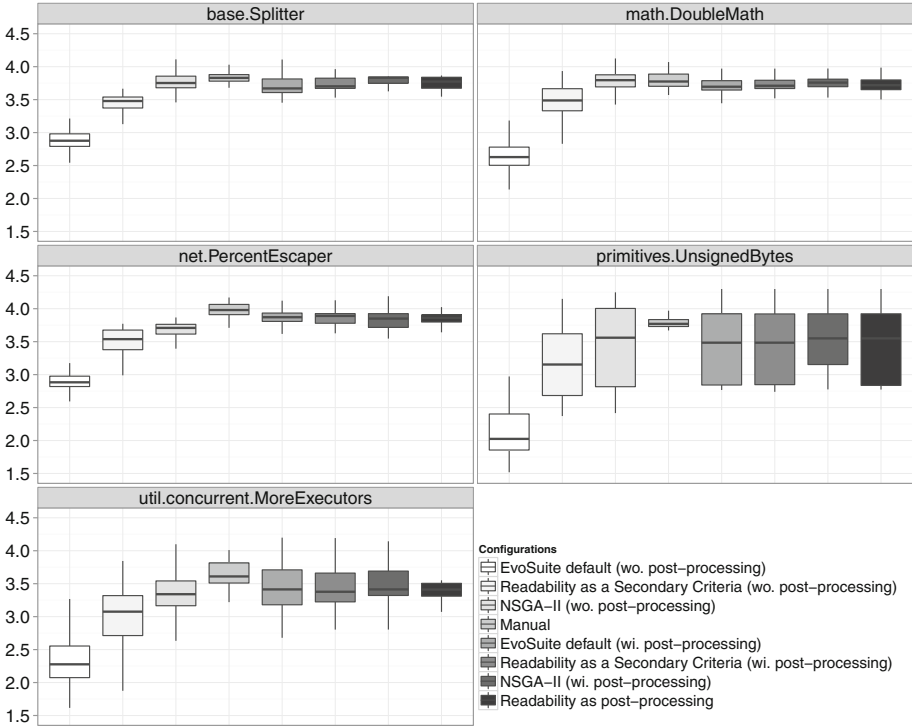 base.Splitter
math.DoubleMath
4.5
4.0
3.5
3.0
2.5
2.0
1.5
net.PercentEscaper
primitives.UnsignedBytes
4.5
4.0
3.5
3.0
2.5
2.0
1.5
util.concurrent.MoreExecutors
4.5
4.0
3.5
3.0
2.5
2.0
1.5
Configurations
EvoSuite default (wo. post−processing)
Readability as a Secondary Criteria (wo. post−processing)
NSGA−II (wo. post−processing)
Manual
EvoSuite default (wi. post−processing)
Readability as a Secondary Criteria (wi. post−processing)
NSGA−II (wi. post−processing)
Readability as post−processing